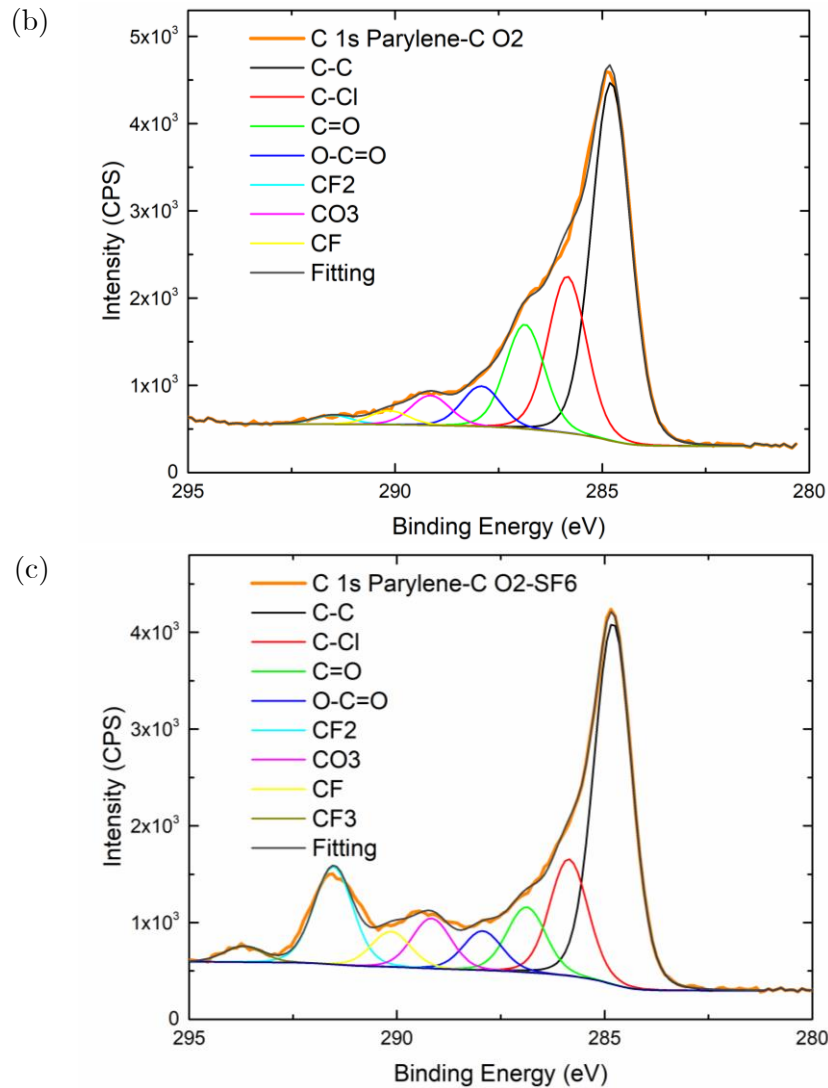 (b)
5x10³
4x10³
3x10³
2x10³
1x10³
0
Intensity (CPS)
C 1s Parylene-C O2
C-C
C-Cl
C=O
O-C=O
CF2
CO3
CF
Fitting
295 290 285 280
Binding Energy (eV)
(c)
4x10³
3x10³
2x10³
1x10³
0
Intensity (CPS)
C 1s Parylene-C O2-SF6
C-C
C-Cl
C=O
O-C=O
CF2
CO3
CF
CF3
Fitting
295 290 285 280
Binding Energy (eV)